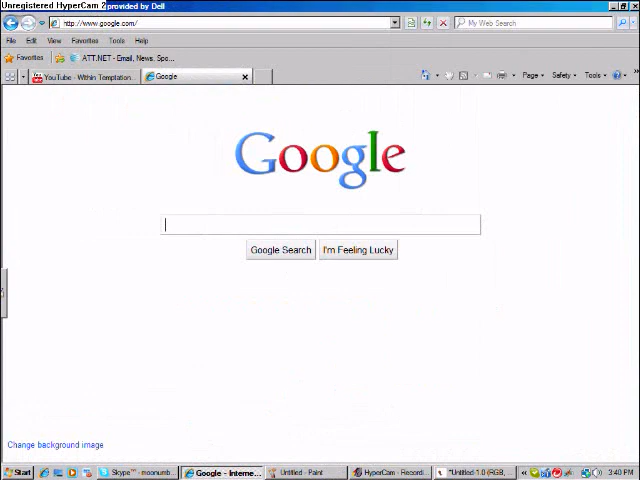 Unregistered HyperCam 2 provided by Dell
http://www.google.com/
My Web Search
File Edit View Favorites Tools Help
Favorites ATT.NET - Email, News, Spo...
YouTube - Within Temptation... Google Page Safety Tools
Google
Google Search I'm Feeling Lucky
Change background image
Start Skype™ - moonumb... Google - Interne... Untitled - Paint HyperCam - Recordi... *Untitled-1.0 (RGB, ... 3:40 PM